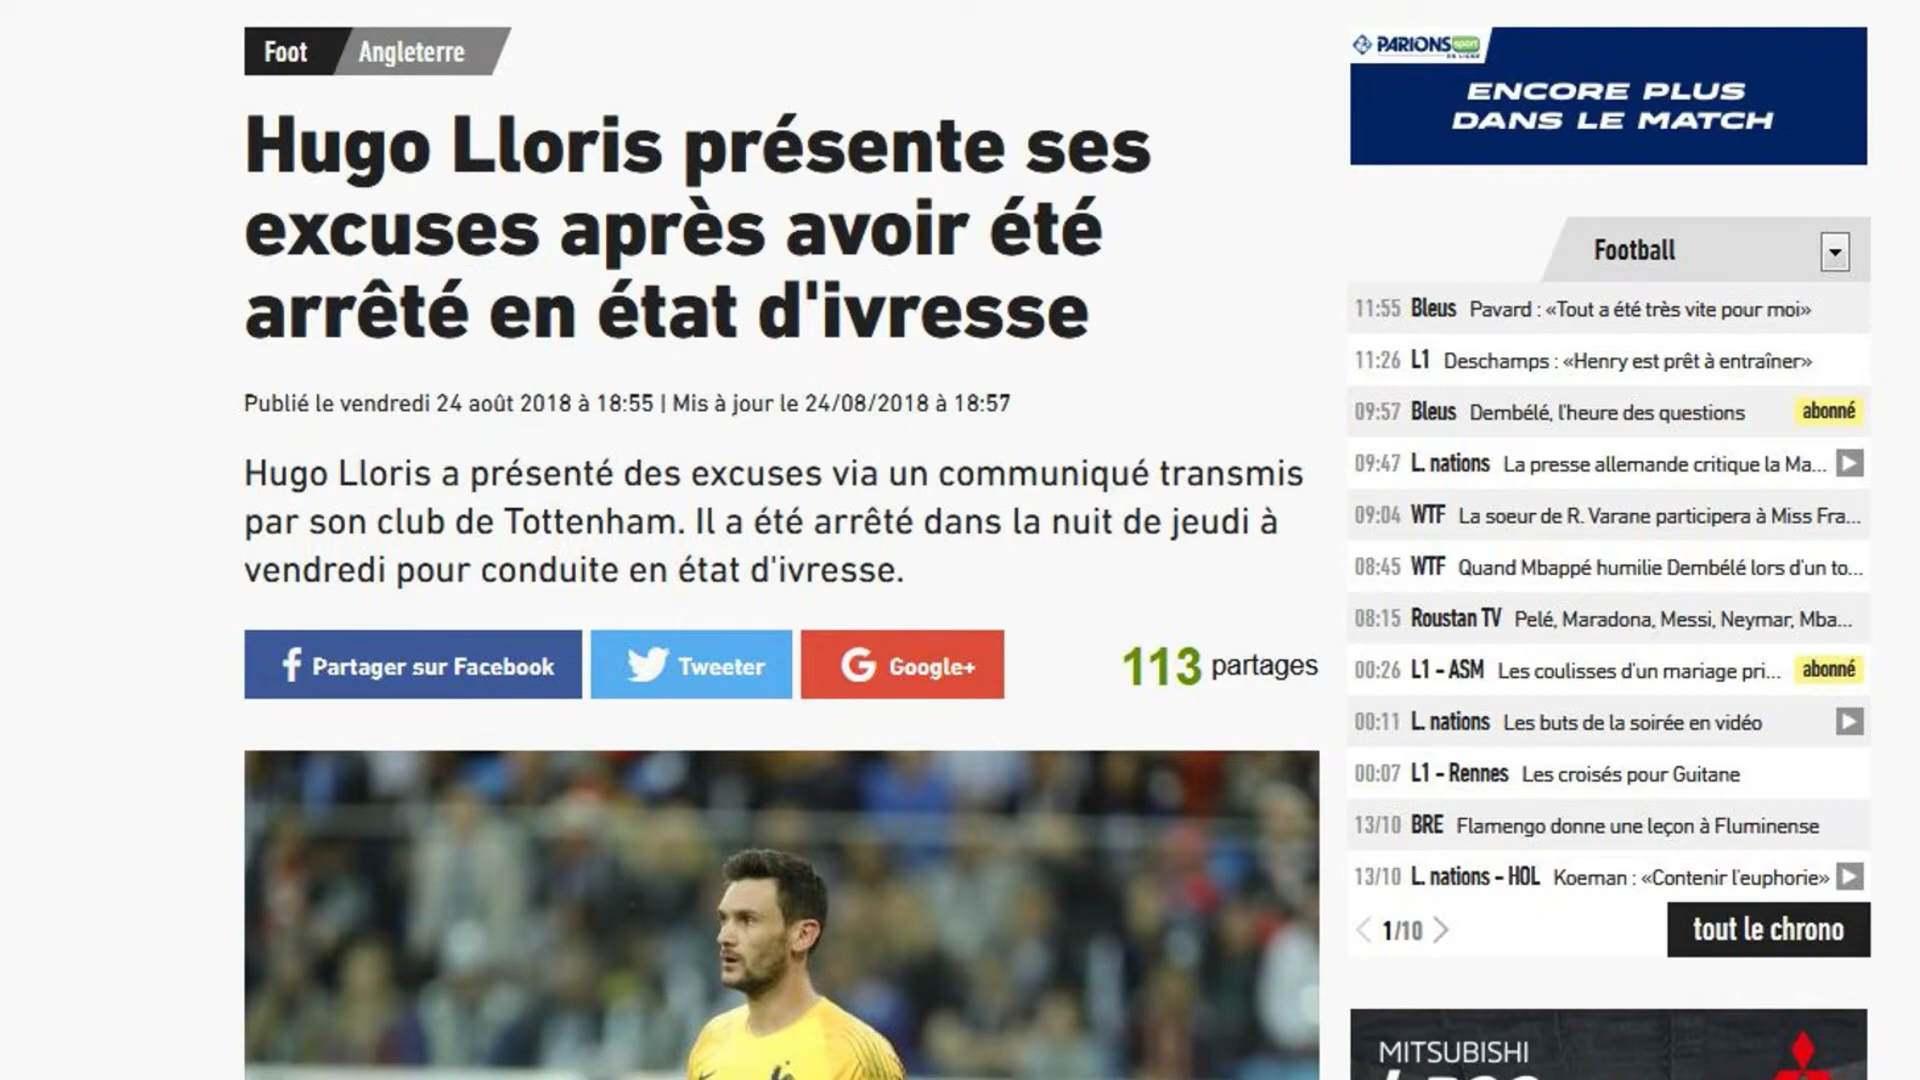 Foot Angleterre
Hugo Lloris présente ses
excuses après avoir été
arrêté en état d'ivresse
Publié le vendredi 24 août 2018 à 18:55 | Mis à jour le 24/08/2018 à 18:57
Hugo Lloris a présenté des excuses via un communiqué transmis
par son club de Tottenham. Il a été arrêté dans la nuit de jeudi à
vendredi pour conduite en état d'ivresse.
Partager sur Facebook
Tweeter
Google+
113 partages
PARIONS sport
EN LIGNE
ENCORE PLUS
DANS LE MATCH
Football
11:55 Bleus Pavard : «Tout a été très vite pour moi»
11:26 L1 Deschamps : «Henry est prêt à entraîner»
09:57 Bleus Dembélé, l'heure des questions abonné
09:47 L. nations La presse allemande critique la Ma...
09:04 WTF La soeur de R. Varane participera à Miss Fra...
08:45 WTF Quand Mbappé humilie Dembélé lors d'un to...
08:15 Roustan TV Pelé, Maradona, Messi, Neymar, Mba...
00:26 L1 - ASM Les coulisses d'un mariage pri... abonné
00:11 L. nations Les buts de la soirée en vidéo
00:07 L1 - Rennes Les croisés pour Guitane
13/10 BRE Flamengo donne une leçon à Fluminense
13/10 L. nations - HOL Koeman : «Contenir l'euphorie»
1/10
tout le chrono
MITSUBISHI